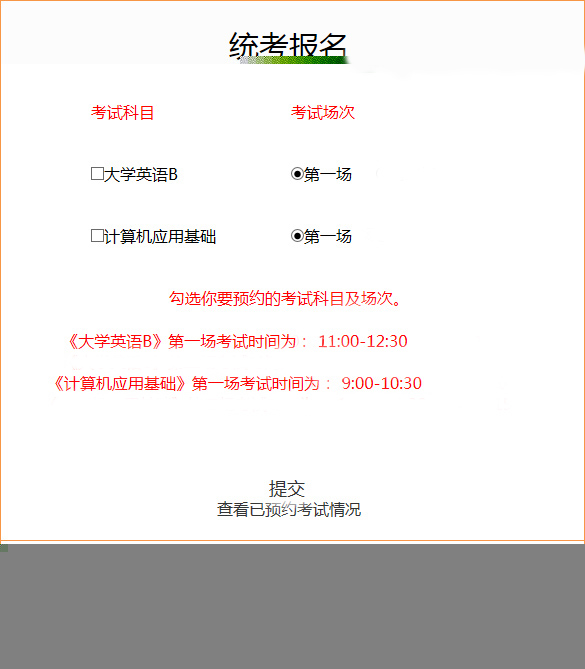 统考报名
考试科目 考试场次
大学英语B 第一场
计算机应用基础 第一场
勾选你要预约的考试科目及场次。
《大学英语B》第一场考试时间为： 11:00-12:30
《计算机应用基础》第一场考试时间为： 9:00-10:30
提交
查看已预约考试情况